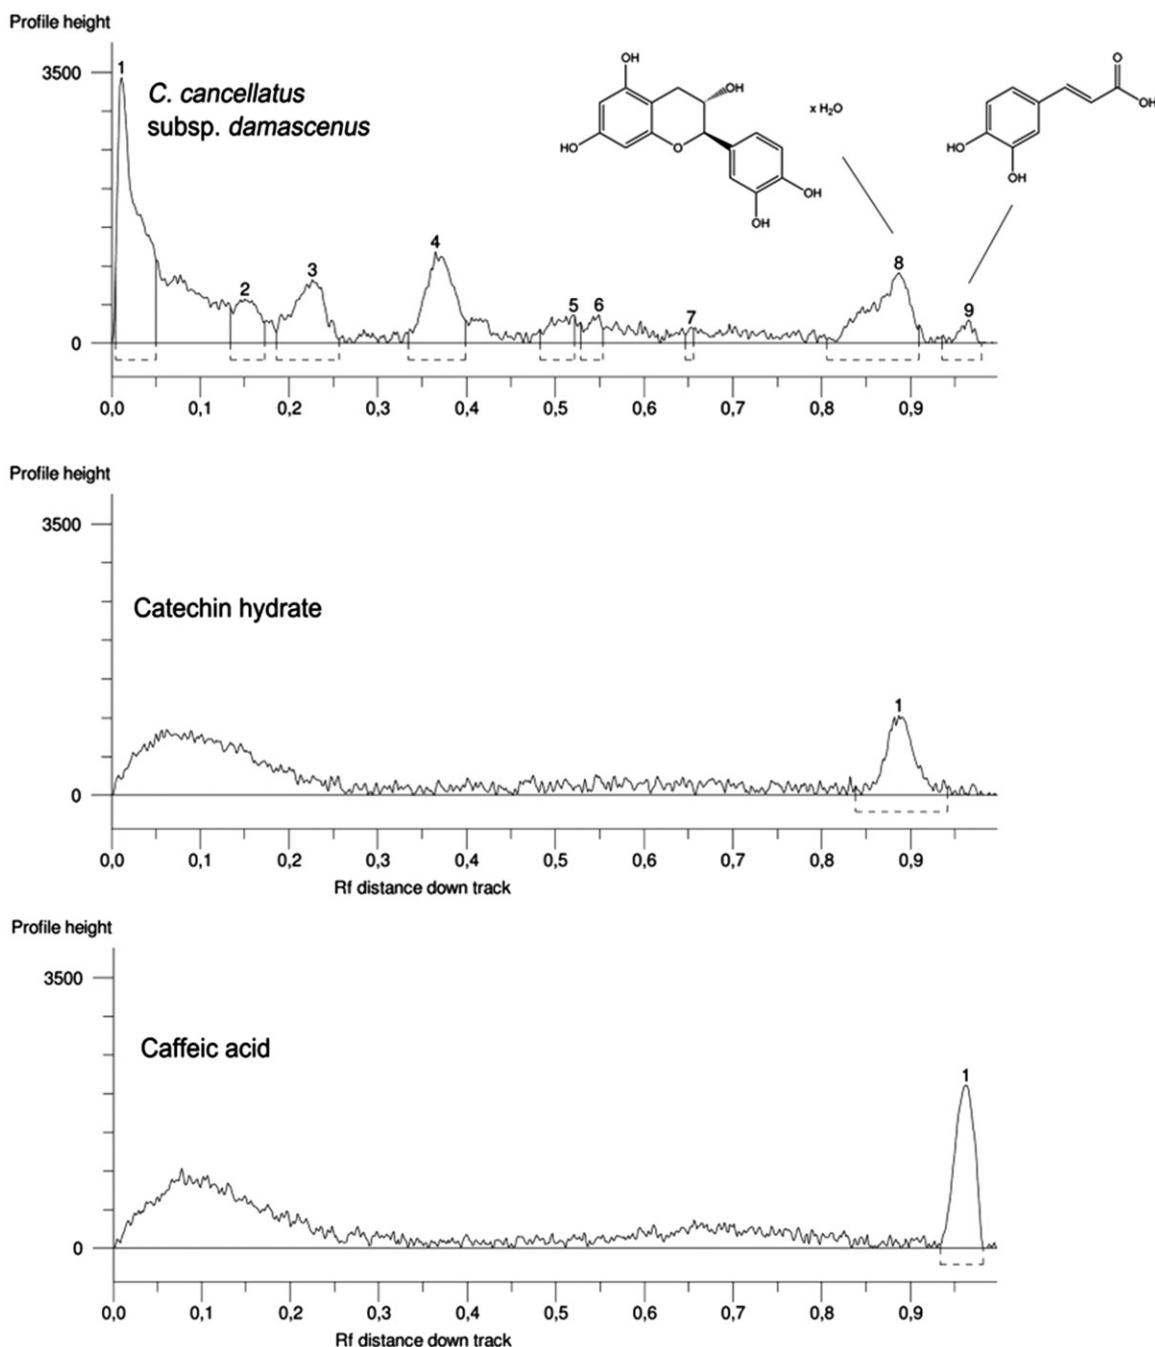 Profile height
3500
1
C. cancellatus
subsp. damascenus
OH
OH
x H₂O
HO
O
OH
OH
O
OH
HO
OH
2
3
4
5
6
7
8
9
0
0,0 0,1 0,2 0,3 0,4 0,5 0,6 0,7 0,8 0,9
Profile height
3500
Catechin hydrate
1
0
0,0 0,1 0,2 0,3 0,4 0,5 0,6 0,7 0,8 0,9
Rf distance down track
Profile height
3500
Caffeic acid
1
0
0,0 0,1 0,2 0,3 0,4 0,5 0,6 0,7 0,8 0,9
Rf distance down track